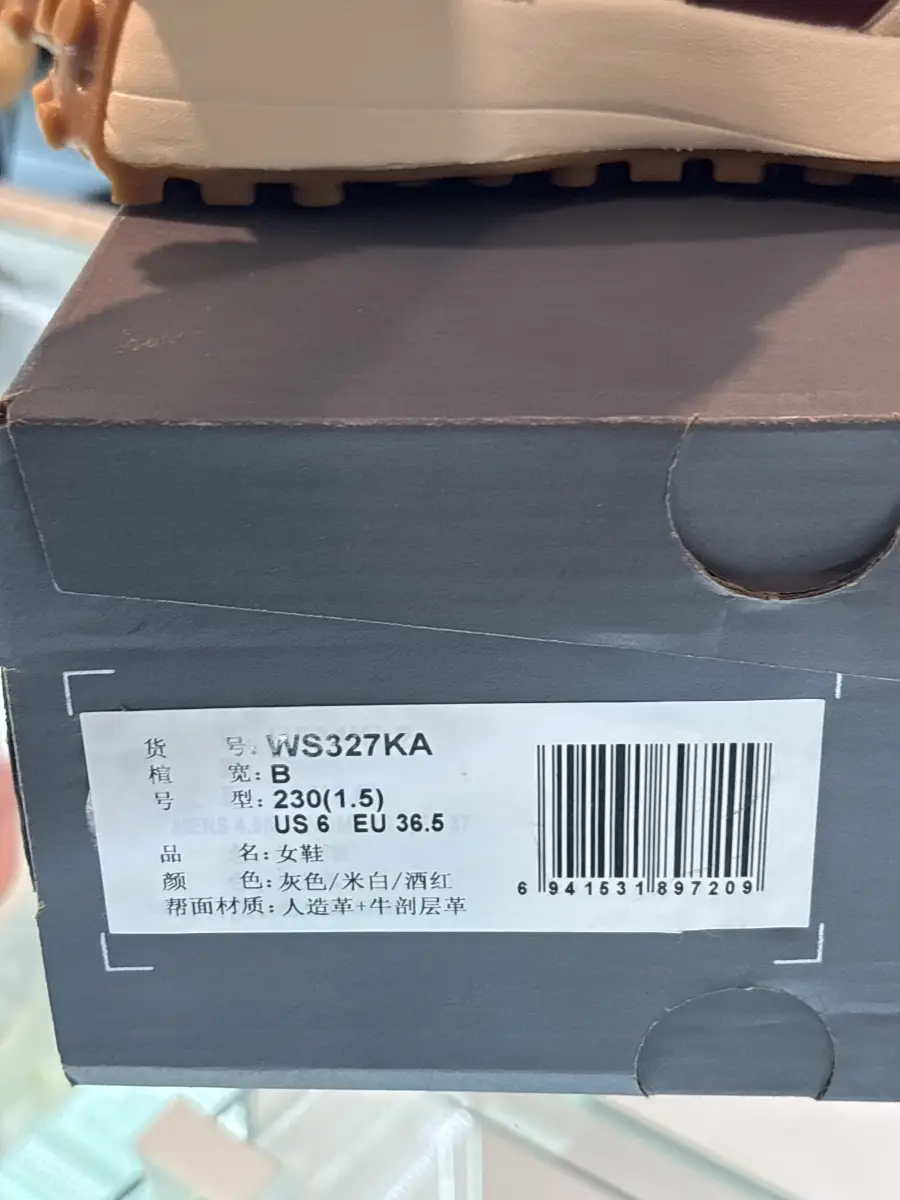 货 号: WS327KA
楦 宽: B
号 型: 230(1.5)
US 6 EU 36.5
品 名: 女鞋
颜 色: 灰色/米白/酒红
帮面材质: 人造革+牛剖层革
6 941531 897209